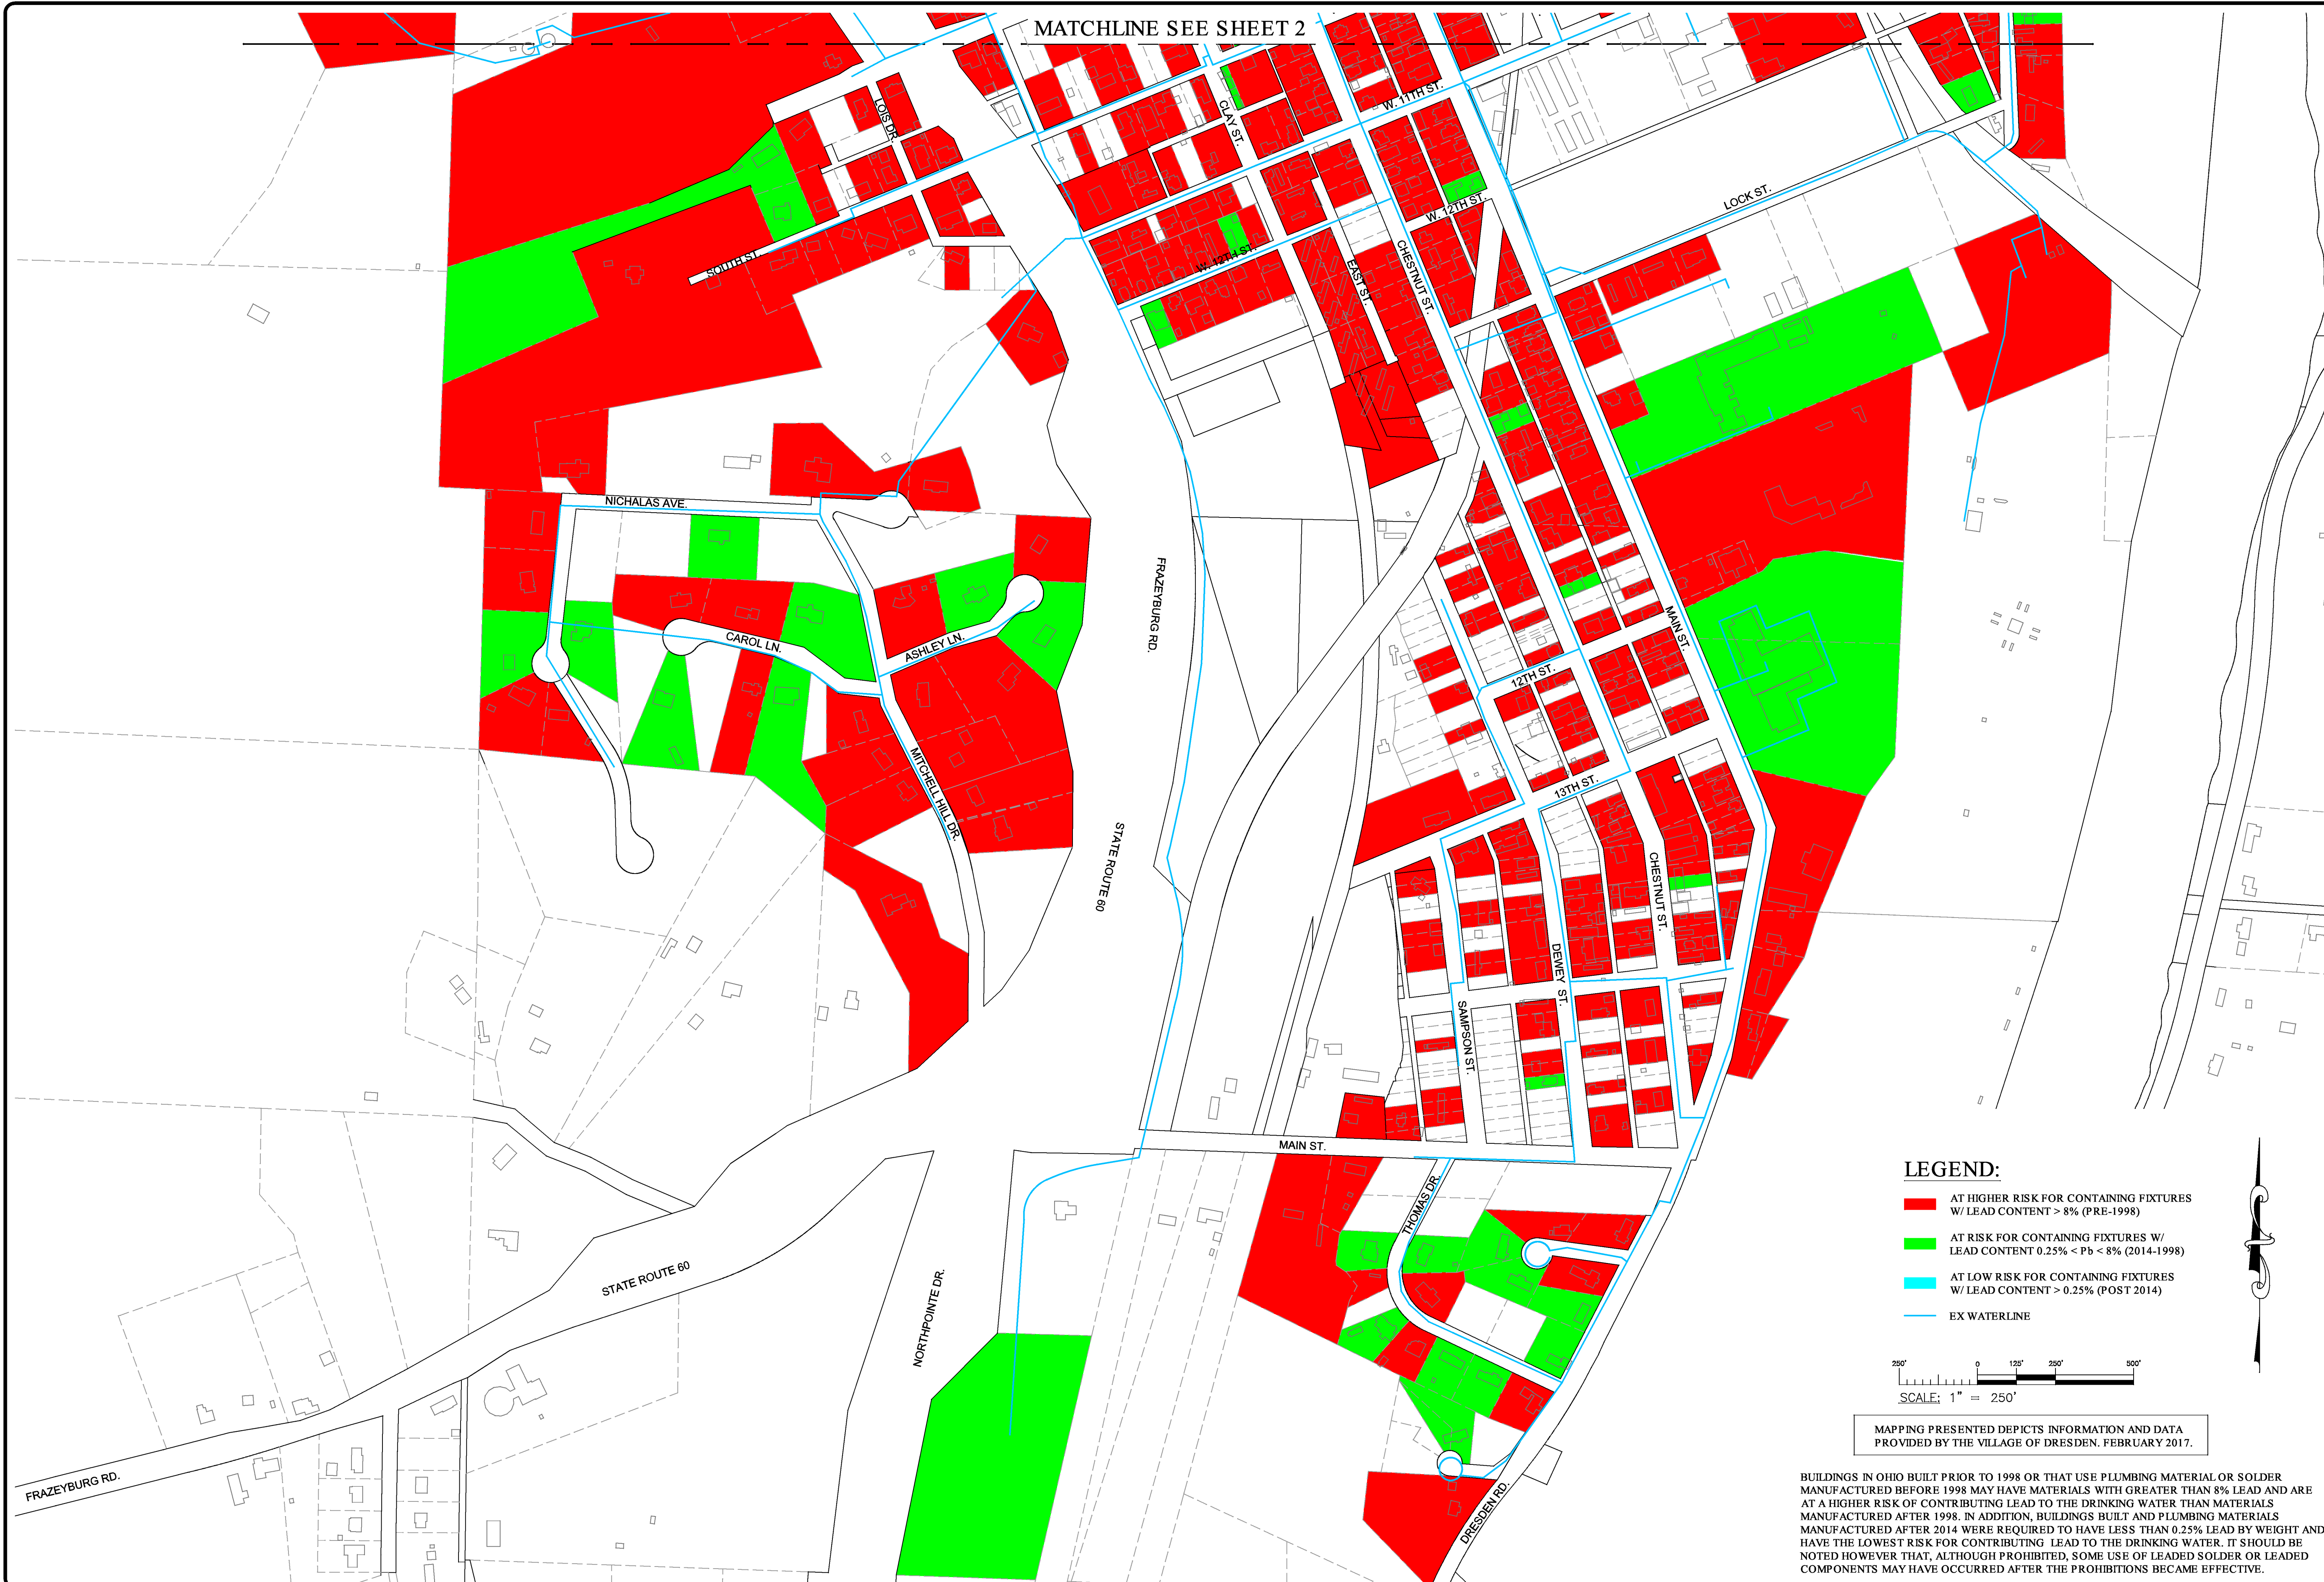 MATCHLINE SEE SHEET 2
LOIS DR.
CLAY ST.
W. 11TH ST.
W. 12TH ST.
LOCK ST.
SOUTH ST.
W. 12TH ST.
EAST ST.
CHESTNUT ST.
NICHALAS AVE.
FRAZEYBURG RD.
CAROL LN.
ASHLEY LN.
MAIN ST.
12TH ST.
MITCHELL HILL DR.
13TH ST.
STATE ROUTE 60
CHESTNUT ST.
DEWEY ST.
SAMPSON ST.
MAIN ST.
THOMAS DR.
STATE ROUTE 60
NORTHPOINTE DR.
FRAZEYBURG RD.
DRESDEN RD.
LEGEND:
AT HIGHER RISK FOR CONTAINING FIXTURES
W/ LEAD CONTENT > 8% (PRE-1998)
AT RISK FOR CONTAINING FIXTURES W/
LEAD CONTENT 0.25% < Pb < 8% (2014-1998)
AT LOW RISK FOR CONTAINING FIXTURES
W/ LEAD CONTENT > 0.25% (POST 2014)
EX WATERLINE
250' 0 125' 250' 500'
SCALE: 1" = 250'
MAPPING PRESENTED DEPICTS INFORMATION AND DATA
PROVIDED BY THE VILLAGE OF DRESDEN. FEBRUARY 2017.
BUILDINGS IN OHIO BUILT PRIOR TO 1998 OR THAT USE PLUMBING MATERIAL OR SOLDER
MANUFACTURED BEFORE 1998 MAY HAVE MATERIALS WITH GREATER THAN 8% LEAD AND ARE
AT A HIGHER RISK OF CONTRIBUTING LEAD TO THE DRINKING WATER THAN MATERIALS
MANUFACTURED AFTER 1998. IN ADDITION, BUILDINGS BUILT AND PLUMBING MATERIALS
MANUFACTURED AFTER 2014 WERE REQUIRED TO HAVE LESS THAN 0.25% LEAD BY WEIGHT AND
HAVE THE LOWEST RISK FOR CONTRIBUTING LEAD TO THE DRINKING WATER. IT SHOULD BE
NOTED HOWEVER THAT, ALTHOUGH PROHIBITED, SOME USE OF LEADED SOLDER OR LEADED
COMPONENTS MAY HAVE OCCURRED AFTER THE PROHIBITIONS BECAME EFFECTIVE.